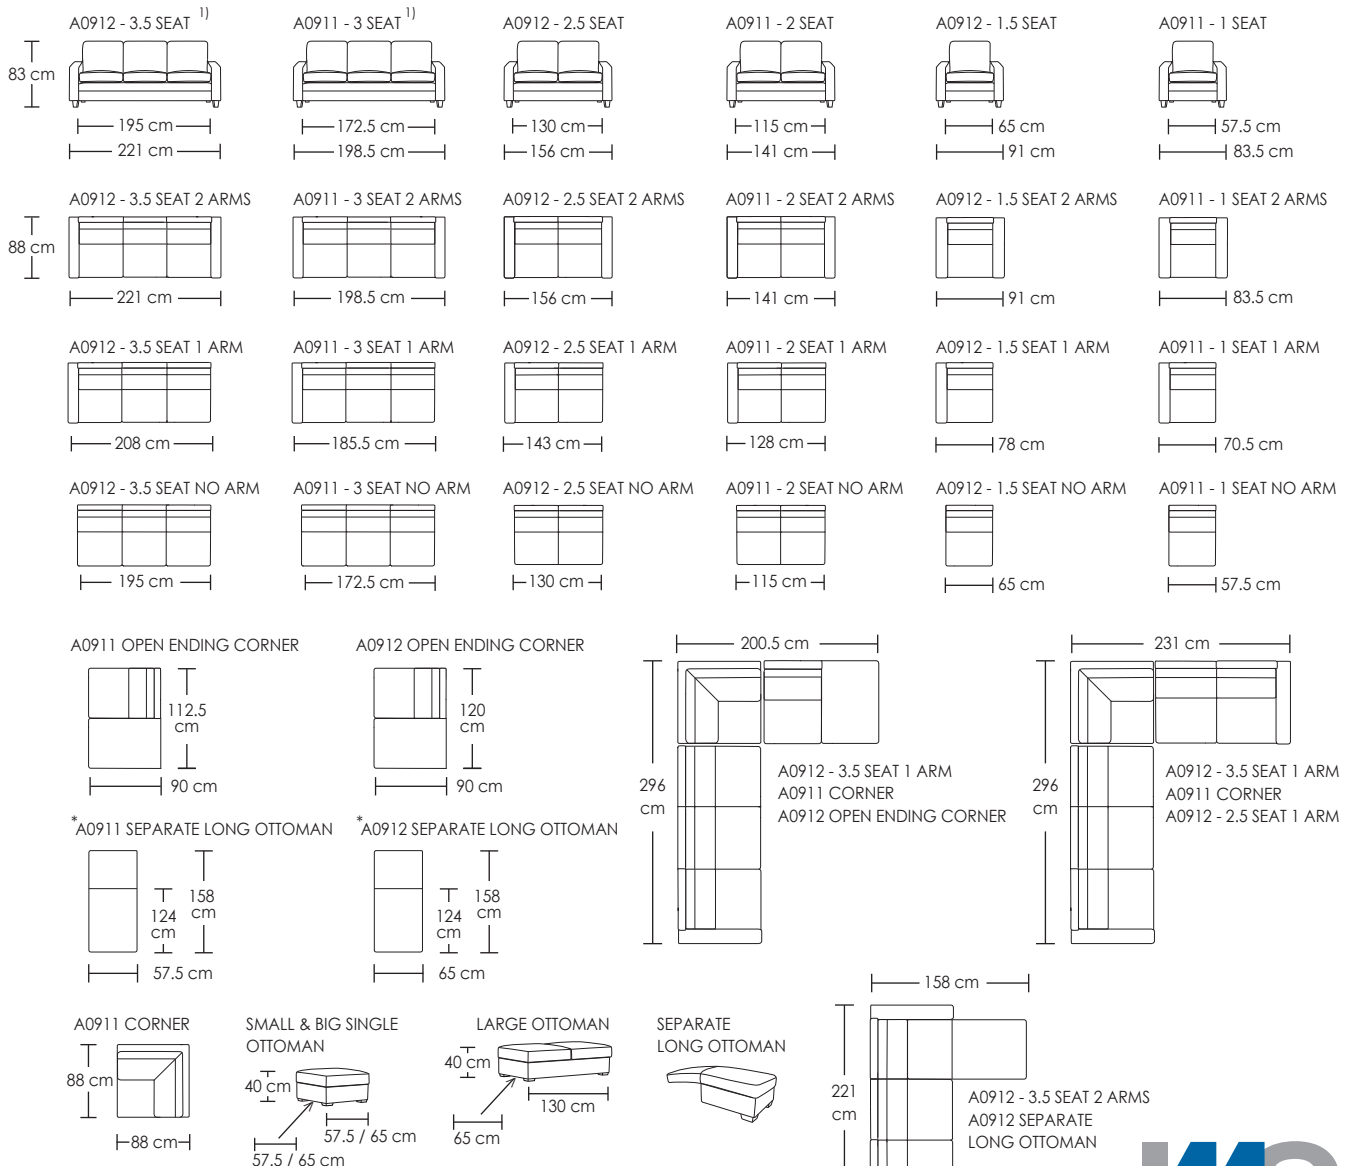 A0912 - 3.5 SEAT 1)
A0911 - 3 SEAT 1)
A0912 - 2.5 SEAT
A0911 - 2 SEAT
A0912 - 1.5 SEAT
A0911 - 1 SEAT
83 cm
195 cm
172.5 cm
130 cm
115 cm
65 cm
57.5 cm
221 cm
198.5 cm
156 cm
141 cm
91 cm
83.5 cm
A0912 - 3.5 SEAT 2 ARMS
A0911 - 3 SEAT 2 ARMS
A0912 - 2.5 SEAT 2 ARMS
A0911 - 2 SEAT 2 ARMS
A0912 - 1.5 SEAT 2 ARMS
A0911 - 1 SEAT 2 ARMS
88 cm
221 cm
198.5 cm
156 cm
141 cm
91 cm
83.5 cm
A0912 - 3.5 SEAT 1 ARM
A0911 - 3 SEAT 1 ARM
A0912 - 2.5 SEAT 1 ARM
A0911 - 2 SEAT 1 ARM
A0912 - 1.5 SEAT 1 ARM
A0911 - 1 SEAT 1 ARM
208 cm
185.5 cm
143 cm
128 cm
78 cm
70.5 cm
A0912 - 3.5 SEAT NO ARM
A0911 - 3 SEAT NO ARM
A0912 - 2.5 SEAT NO ARM
A0911 - 2 SEAT NO ARM
A0912 - 1.5 SEAT NO ARM
A0911 - 1 SEAT NO ARM
195 cm
172.5 cm
130 cm
115 cm
65 cm
57.5 cm
A0911 OPEN ENDING CORNER
112.5
cm
90 cm
A0912 OPEN ENDING CORNER
120
cm
90 cm
200.5 cm
296
cm
A0912 - 3.5 SEAT 1 ARM
A0911 CORNER
A0912 OPEN ENDING CORNER
231 cm
296
cm
A0912 - 3.5 SEAT 1 ARM
A0911 CORNER
A0912 - 2.5 SEAT 1 ARM
*A0911 SEPARATE LONG OTTOMAN
158
cm
124
cm
57.5 cm
*A0912 SEPARATE LONG OTTOMAN
158
cm
124
cm
65 cm
A0911 CORNER
88 cm
88 cm
SMALL & BIG SINGLE
OTTOMAN
40 cm
57.5 / 65 cm
57.5 / 65 cm
LARGE OTTOMAN
40 cm
130 cm
65 cm
SEPARATE
LONG OTTOMAN
158 cm
221
cm
A0912 - 3.5 SEAT 2 ARMS
A0912 SEPARATE
LONG OTTOMAN